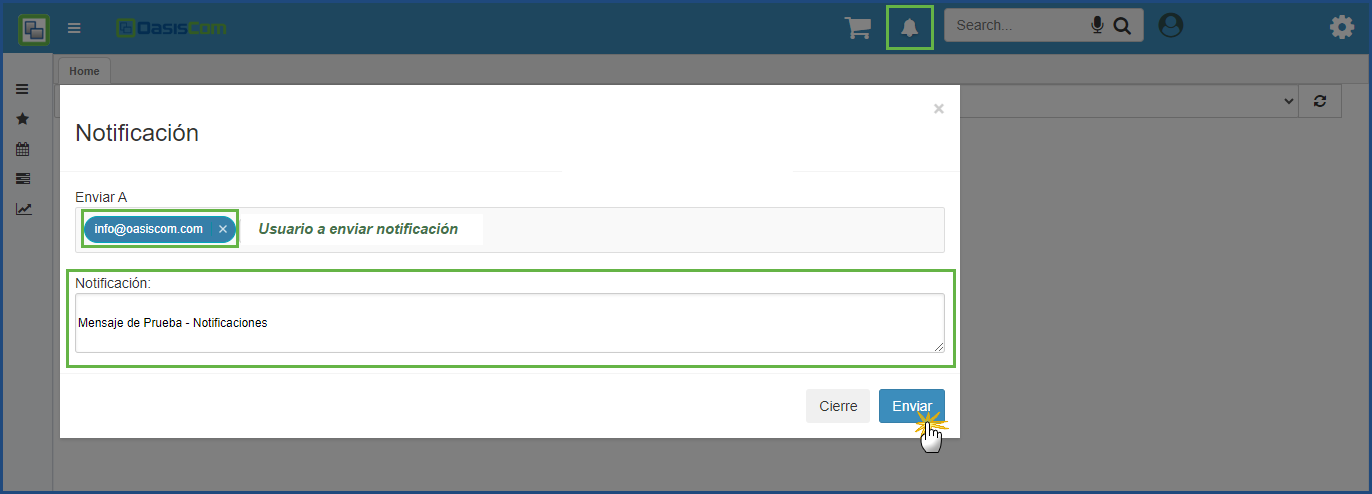 OasisCom
Search...
Home
×
Notificación
Enviar A
info@oasiscom.com ×
Usuario a enviar notificación
Notificación:
Mensaje de Prueba - Notificaciones
Cierre
Enviar